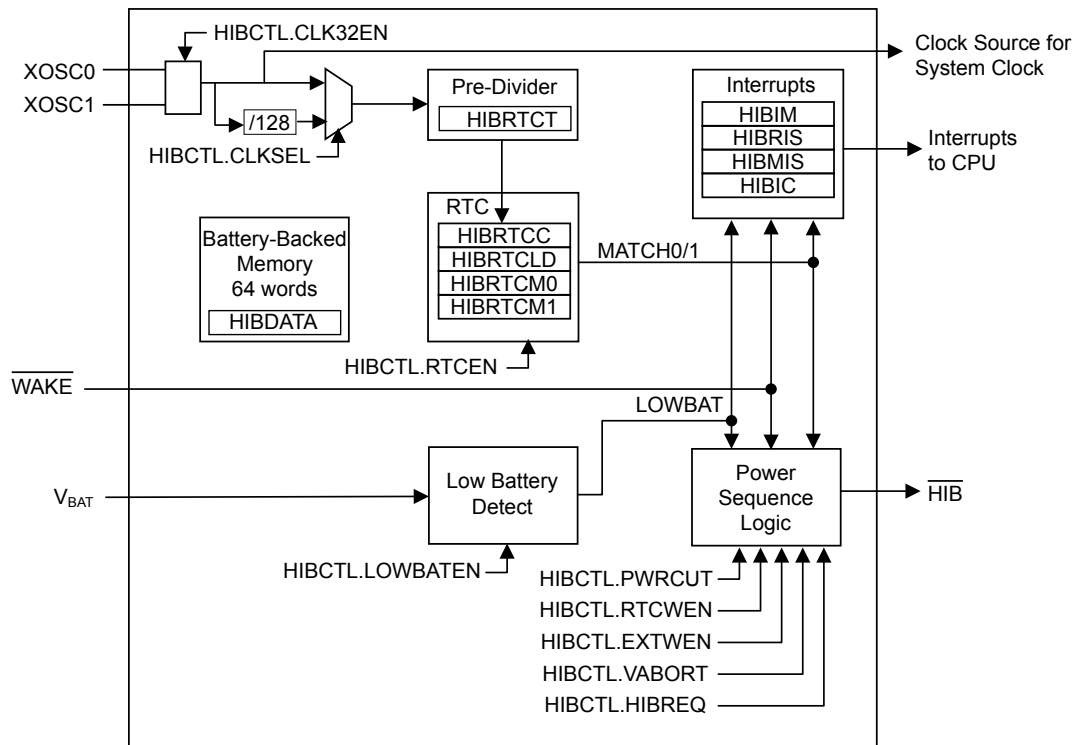 HIBCTL.CLK32EN
XOSC0
XOSC1
/128
HIBCTL.CLKSEL
Pre-Divider
HIBRTCT
Interrupts
HIBIM
HIBRIS
HIBMIS
HIBIC
Clock Source for
System Clock
Interrupts
to CPU
Battery-Backed
Memory
64 words
HIBDATA
RTC
HIBRTCC
HIBRTCLD
HIBRTCM0
HIBRTCM1
MATCH0/1
HIBCTL.RTCEN
WAKE
LOWBAT
VBAT
Low Battery
Detect
HIBCTL.LOWBATEN
Power
Sequence
Logic
HIB
HIBCTL.PWRCUT
HIBCTL.RTCWEN
HIBCTL.EXTWEN
HIBCTL.VABORT
HIBCTL.HIBREQ